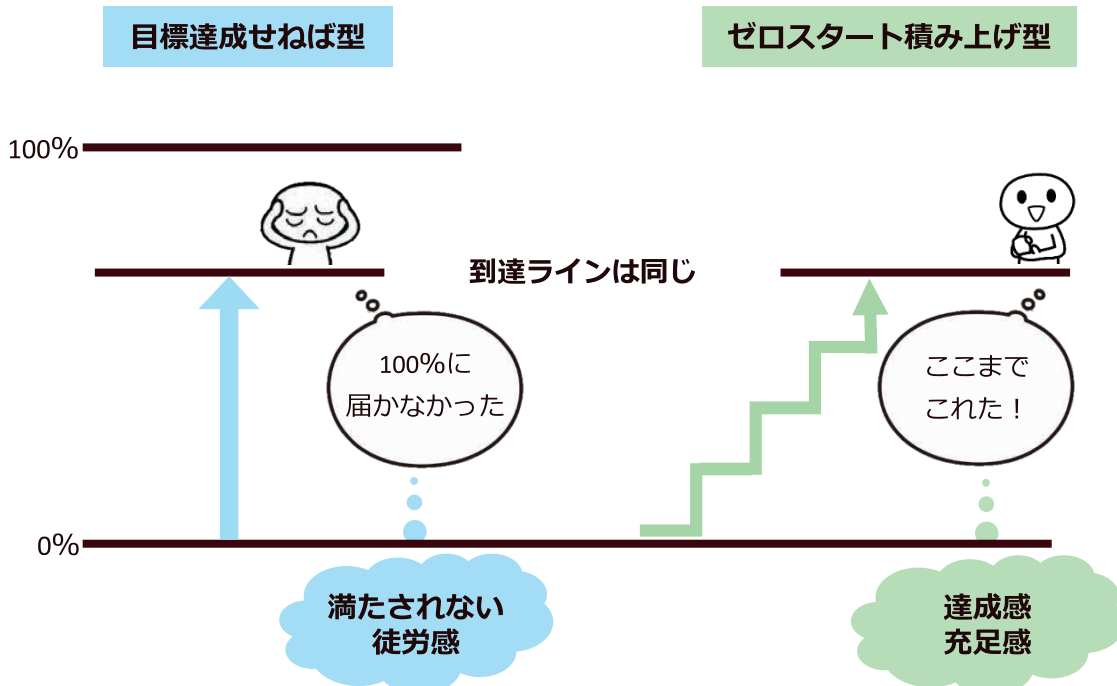 目標達成せねば型
ゼロスタート積み上げ型
100%
到達ラインは同じ
100%に
届かなかった
ここまで
これた！
0%
満たされない
徒労感
達成感
充足感